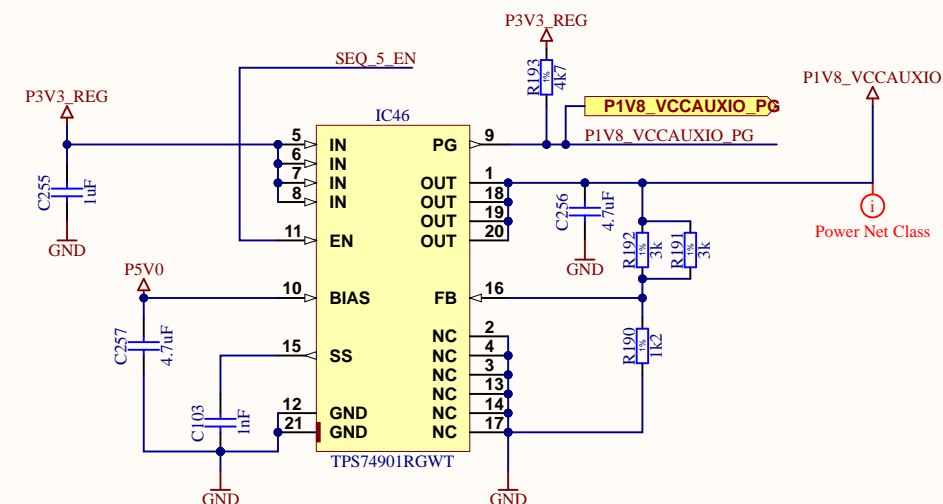 P3V3_REG
SEQ_5_EN
R193
1%
4k7
P1V8_VCCAUXIO
P3V3_REG
P1V8_VCCAUXIO_PG
IC46
P1V8_VCCAUXIO_PG
5 IN PG 9
6 IN
7 IN OUT 1
8 IN OUT 18
OUT 19
11 EN OUT 20
C255
1uF
GND
C256
4.7uF
GND
R192
1%
3k
R191
1%
3k
i
Power Net Class
P5V0
10 BIAS FB 16
C257
4.7uF
15 SS
NC 2
NC 4
NC 3
NC 13
NC 14
NC 17
R190
1%
1k2
C103
1nF
12 GND
21 GND
TPS74901RGWT
GND
GND